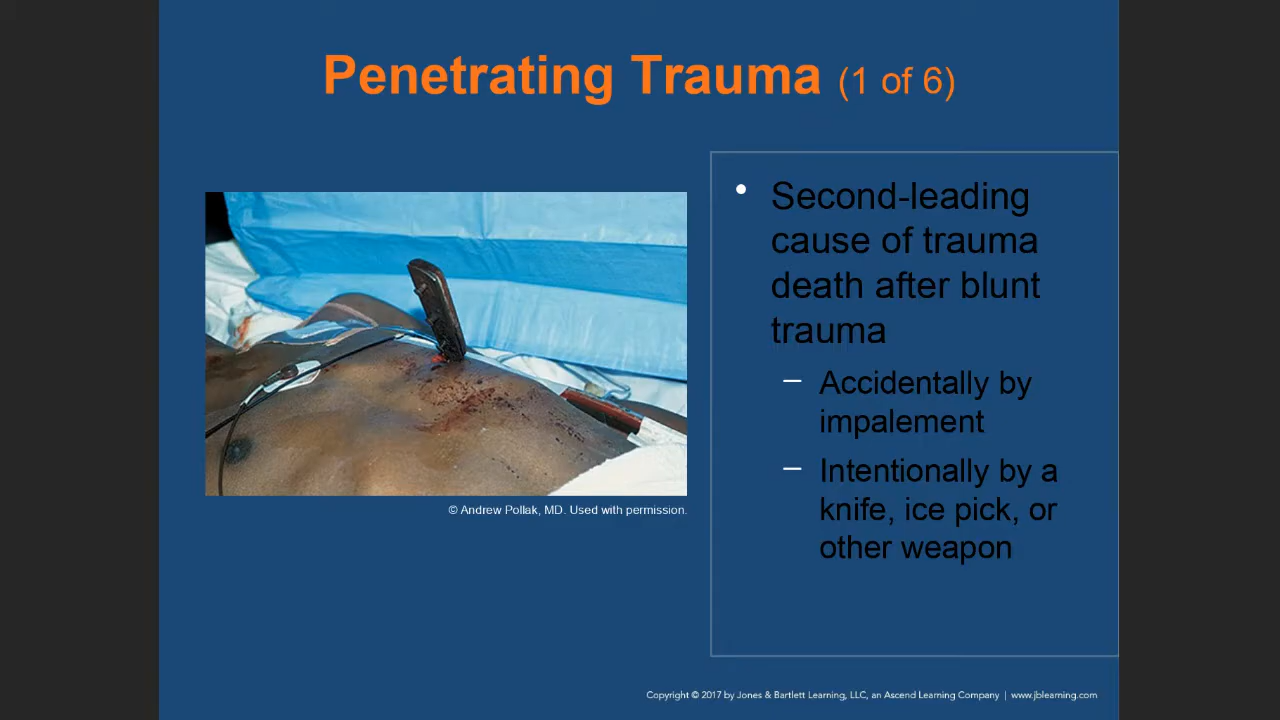 Penetrating Trauma (1 of 6)
• Second-leading
cause of trauma
death after blunt
trauma
– Accidentally by
impalement
– Intentionally by a
knife, ice pick, or
other weapon
© Andrew Pollak, MD. Used with permission.
Copyright © 2017 by Jones & Bartlett Learning, LLC, an Ascend Learning Company | www.jblearning.com